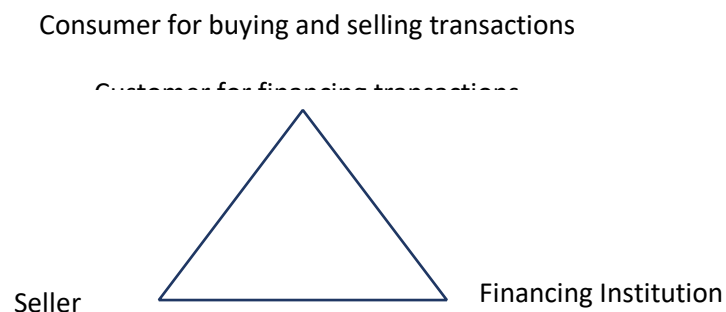 Consumer for buying and selling transactions
Customer for financing transactions
Seller
Financing Institution